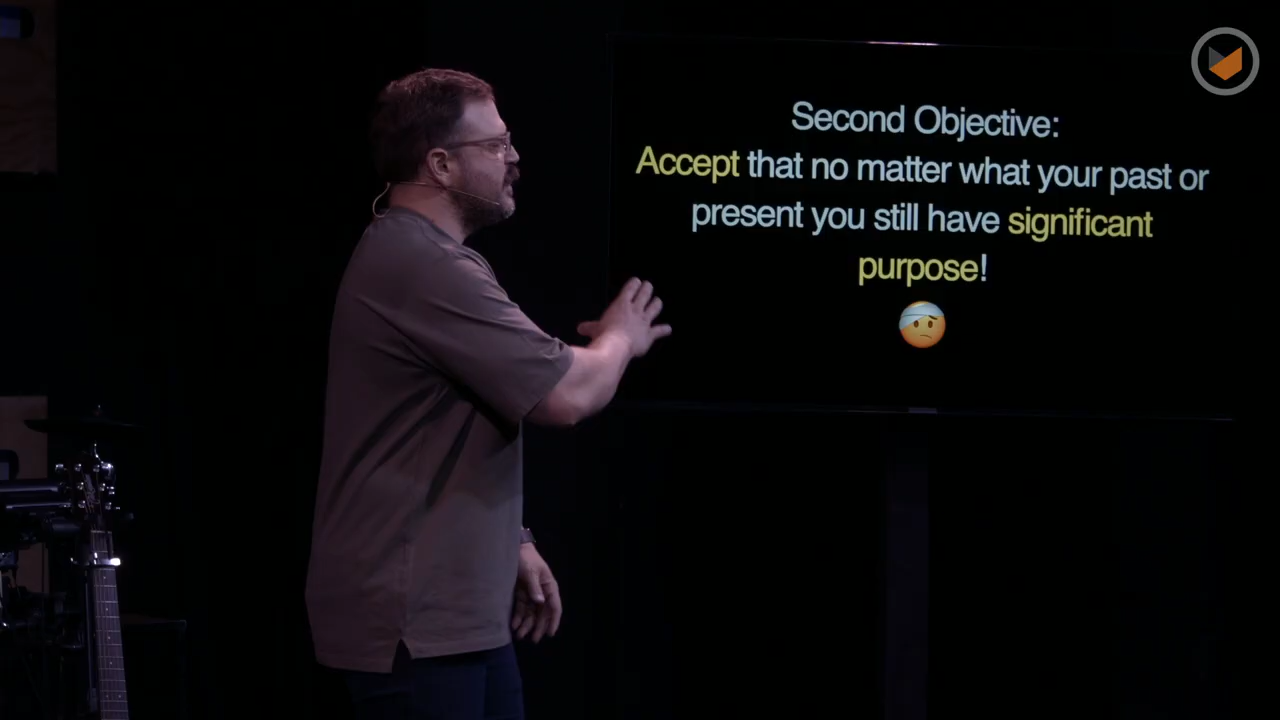 Second Objective:
Accept that no matter what your past or
present you still have significant
purpose!